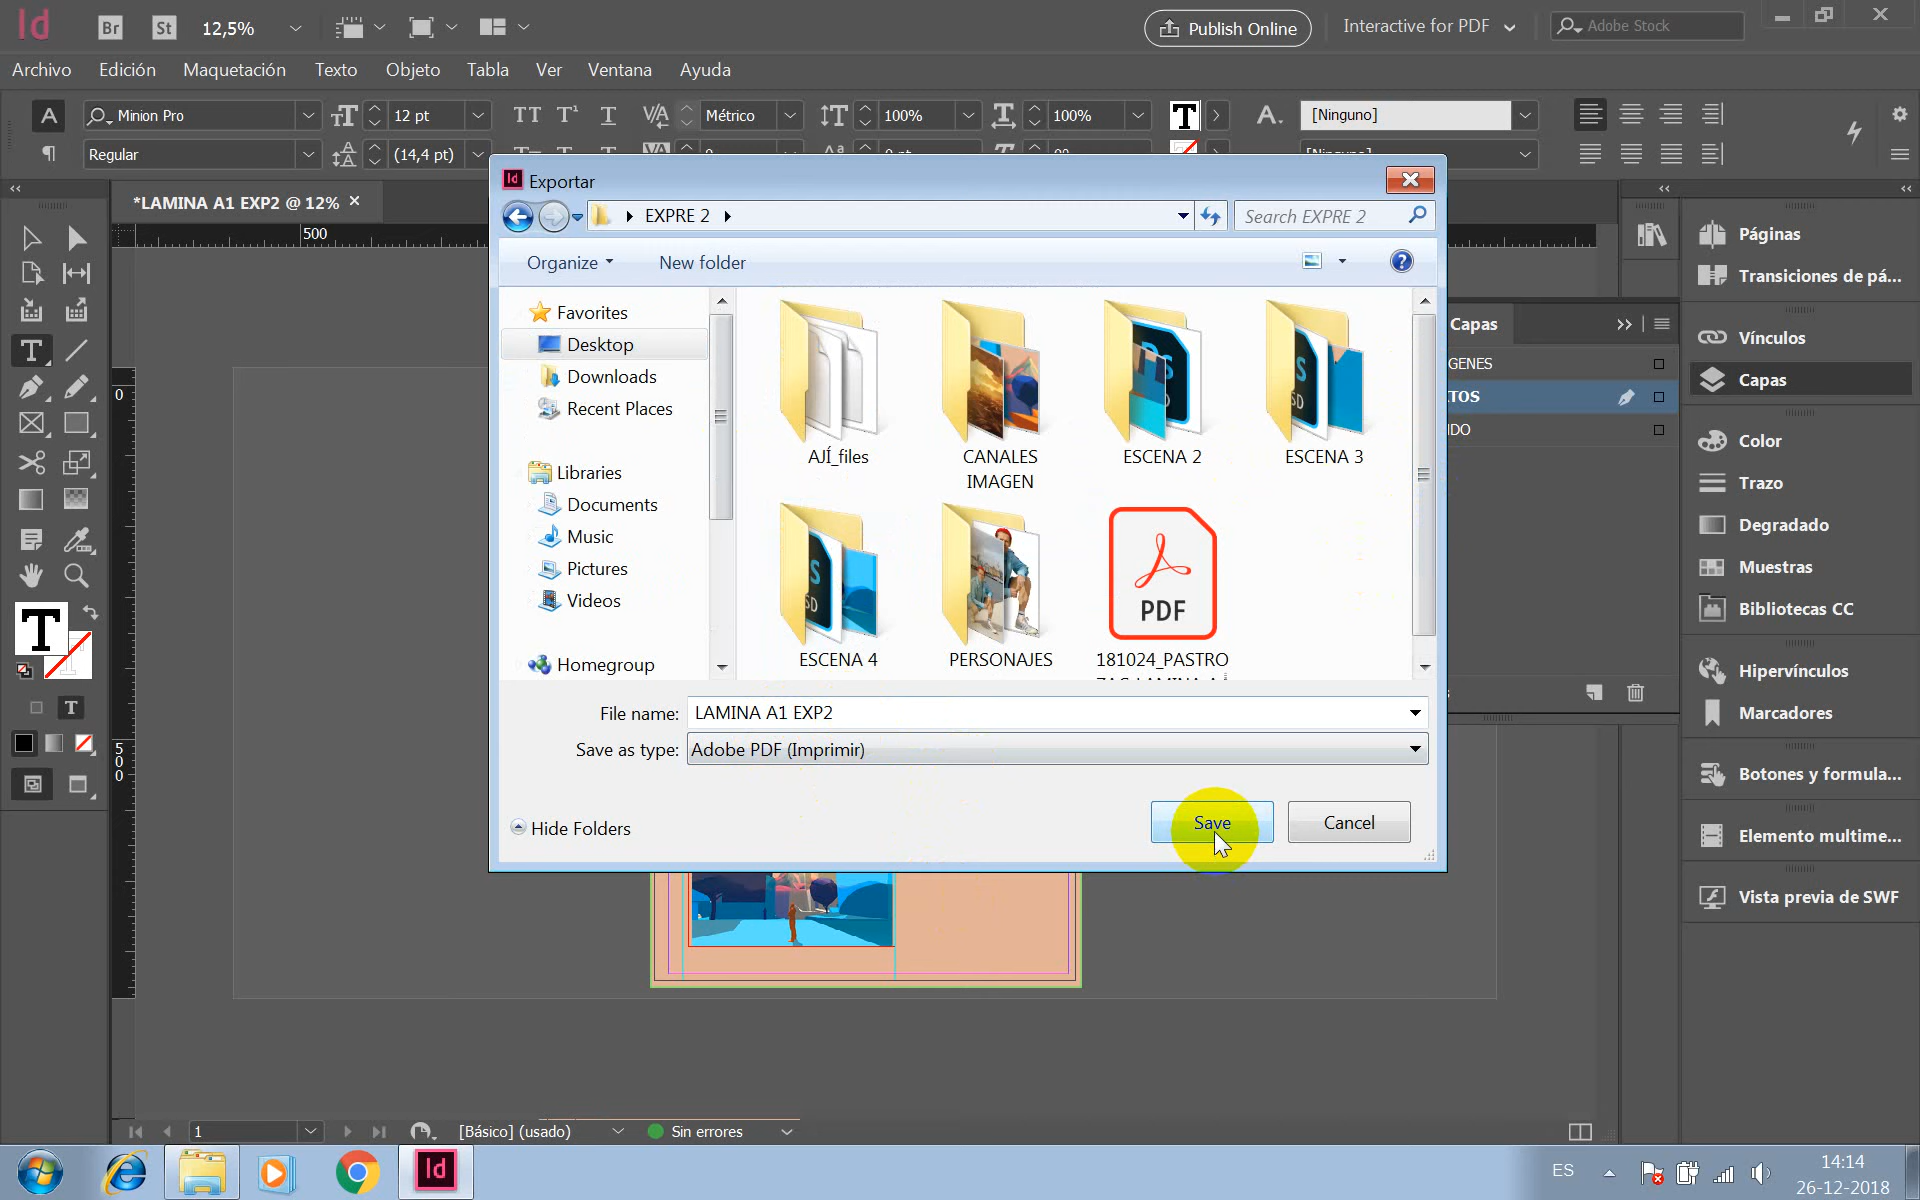 Id Br St 12,5% Publish Online Interactive for PDF Adobe Stock
Archivo Edición Maquetación Texto Objeto Tabla Ver Ventana Ayuda
A Minion Pro 12 pt Métrico 100% 100% [Ninguno]
Regular (14,4 pt)
*LAMINA A1 EXP2 @ 12% ×
500
0
500
Exportar
EXPRE 2
Search EXPRE 2
Organize New folder
Favorites
Desktop
Downloads
Recent Places
Libraries
Documents
Music
Pictures
Videos
Homegroup
AJÍ_files
CANALES
IMAGEN
ESCENA 2
ESCENA 3
ESCENA 4
PERSONAJES
PDF
181024_PASTRO
File name: LAMINA A1 EXP2
Save as type: Adobe PDF (Imprimir)
Hide Folders
Save Cancel
Capas
GENES
TOS
IDO
Páginas
Transiciones de pá...
Vínculos
Capas
Color
Trazo
Degradado
Muestras
Bibliotecas CC
Hipervínculos
Marcadores
Botones y formula...
Elemento multime...
Vista previa de SWF
1 [Básico] (usado) Sin errores
ES
14:14
26-12-2018